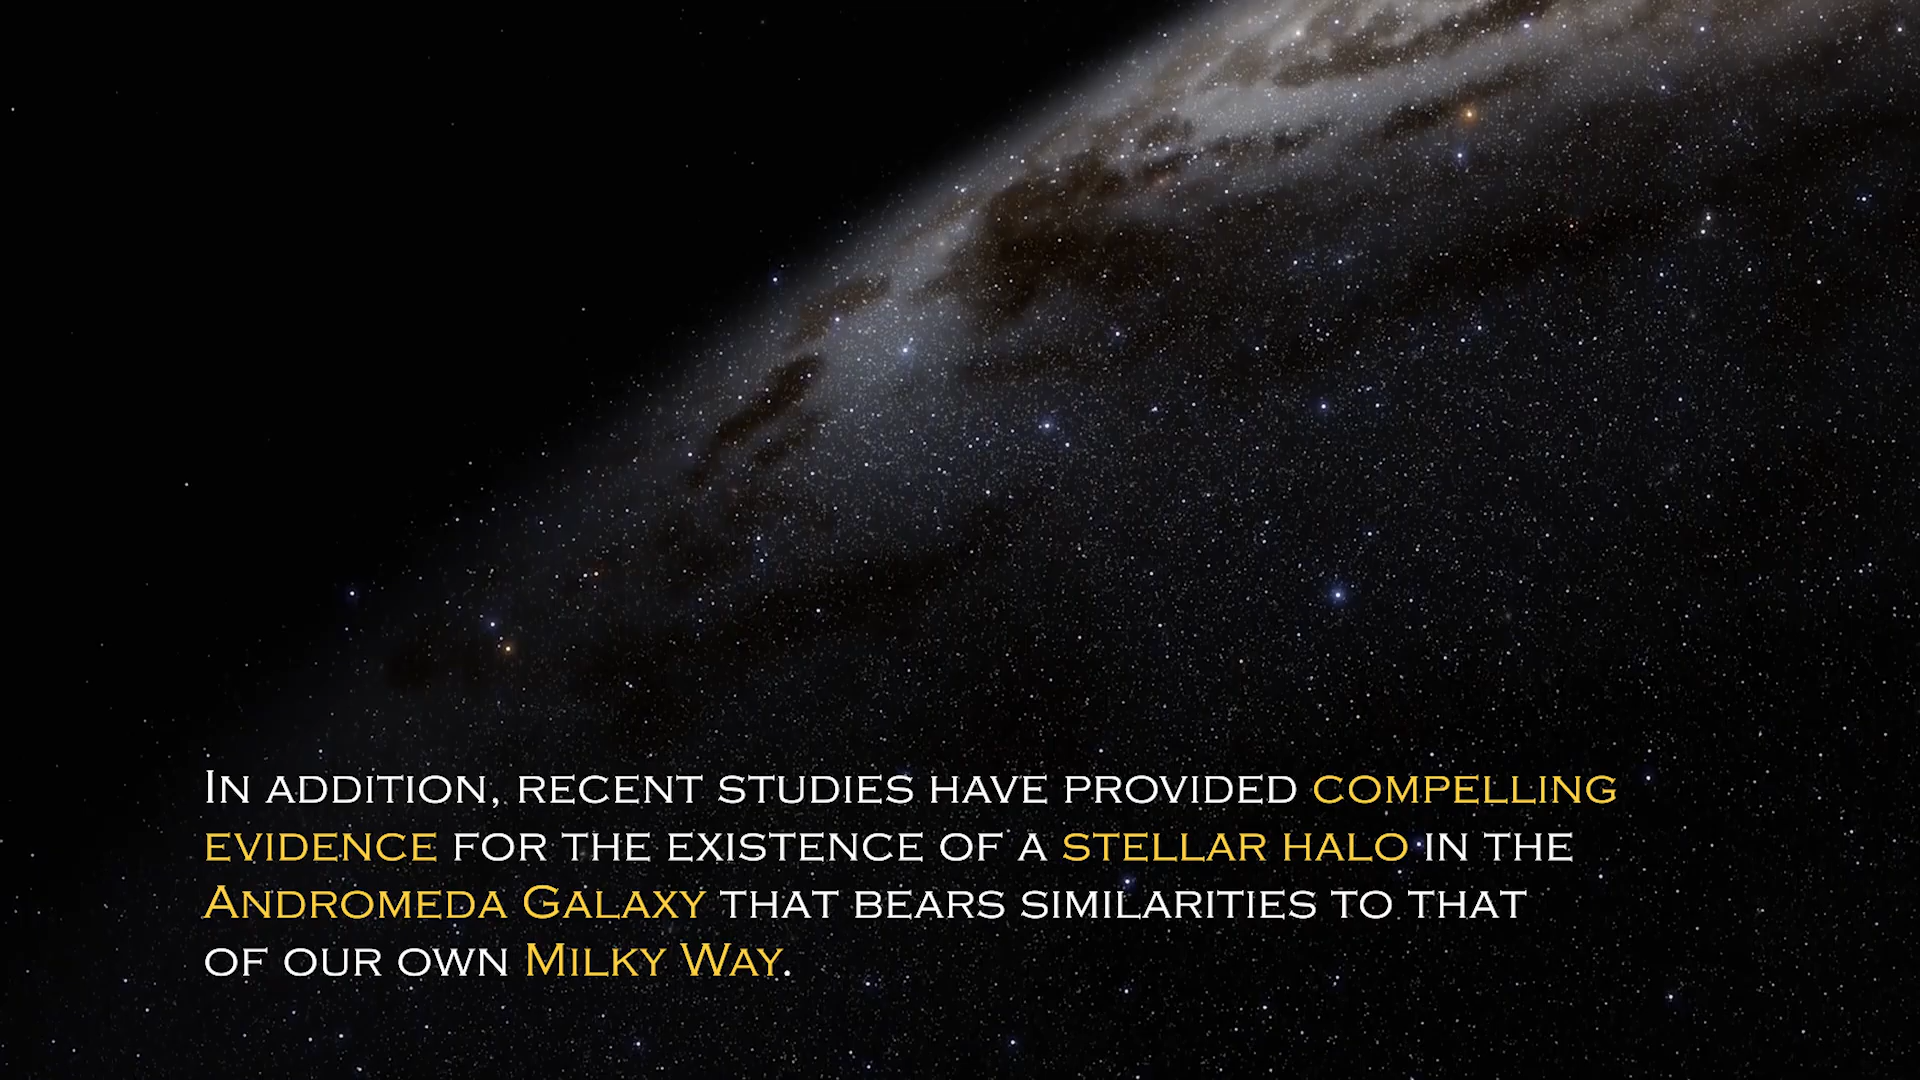 In addition, recent studies have provided compelling
evidence for the existence of a stellar halo in the
Andromeda Galaxy that bears similarities to that
of our own Milky Way.